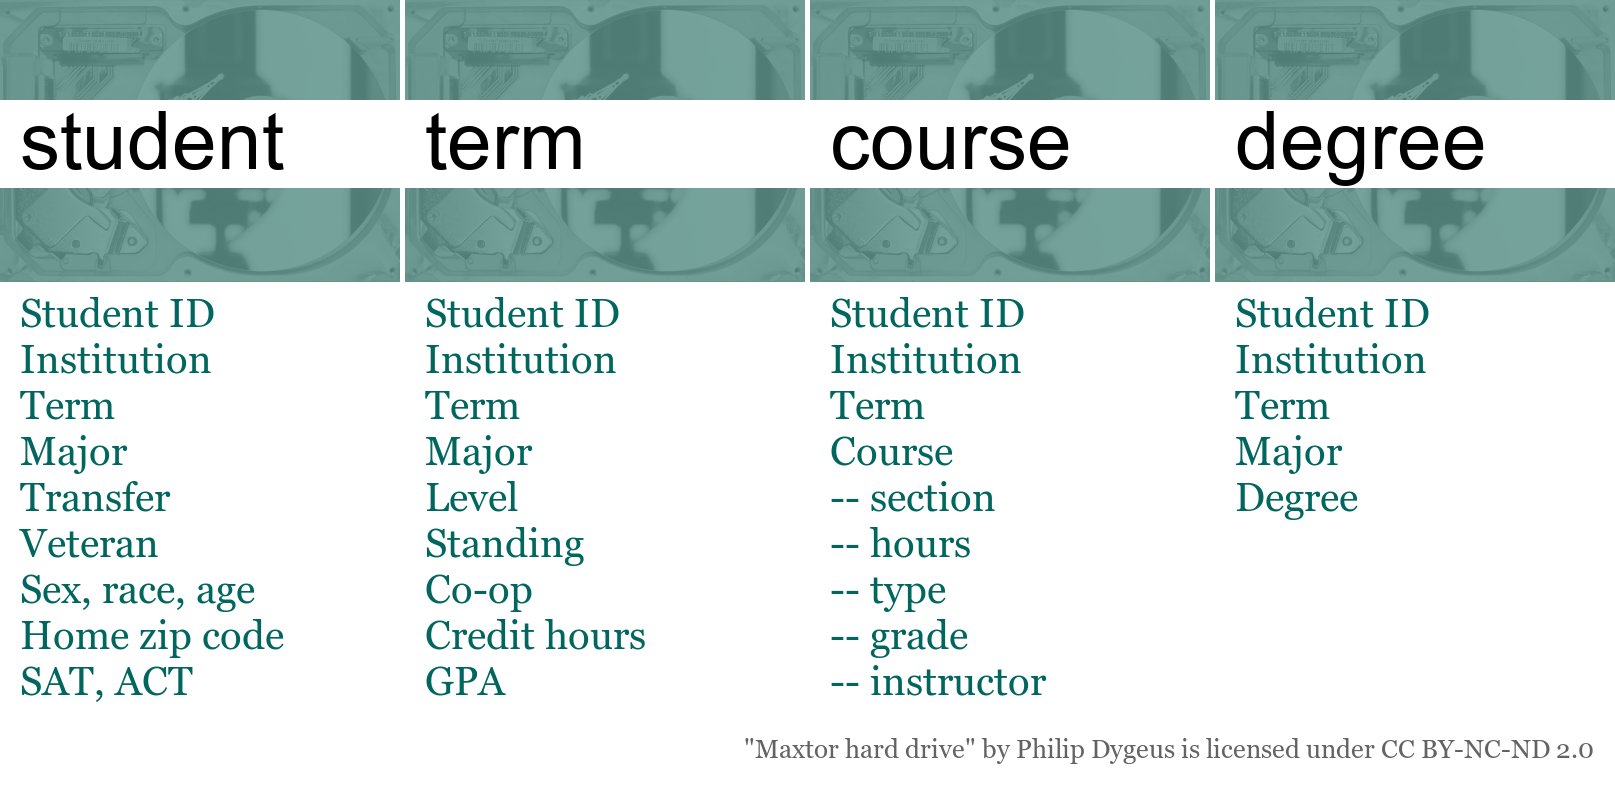 student
Student ID
Institution
Term
Major
Transfer
Veteran
Sex, race, age
Home zip code
SAT, ACT
term
Student ID
Institution
Term
Major
Level
Standing
Co-op
Credit hours
GPA
course
Student ID
Institution
Term
Course
-- section
-- hours
-- type
-- grade
-- instructor
degree
Student ID
Institution
Term
Major
Degree
"Maxtor hard drive" by Philip Dygeus is licensed under CC BY-NC-ND 2.0